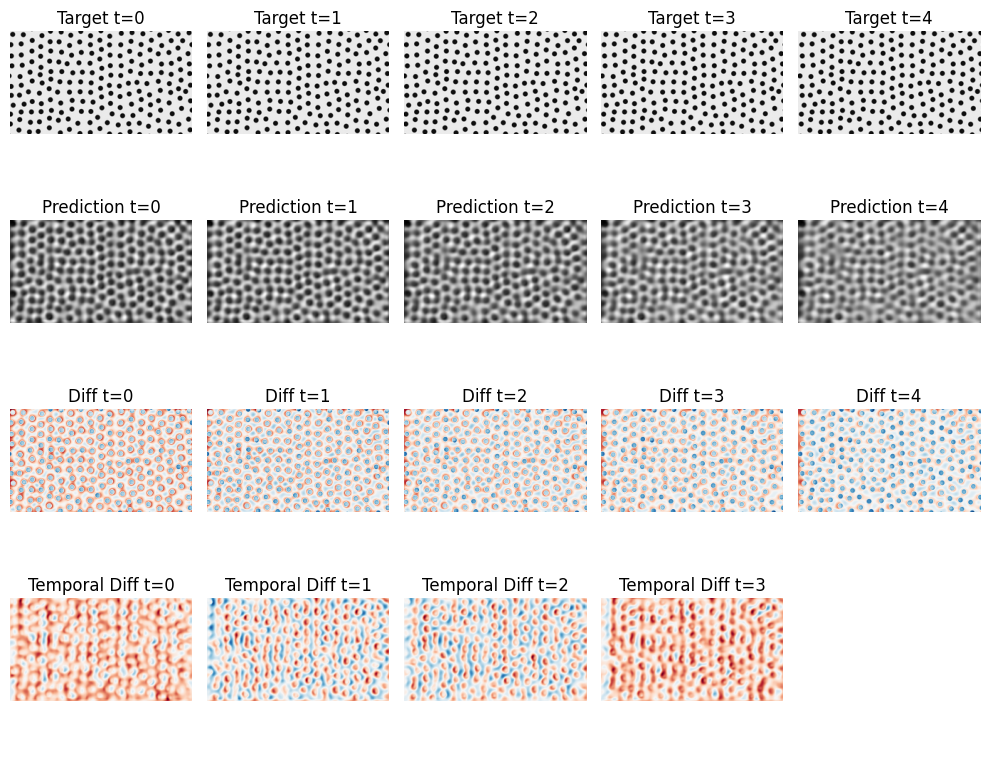 Target t=0 Target t=1 Target t=2 Target t=3 Target t=4
Prediction t=0 Prediction t=1 Prediction t=2 Prediction t=3 Prediction t=4
Diff t=0 Diff t=1 Diff t=2 Diff t=3 Diff t=4
Temporal Diff t=0 Temporal Diff t=1 Temporal Diff t=2 Temporal Diff t=3